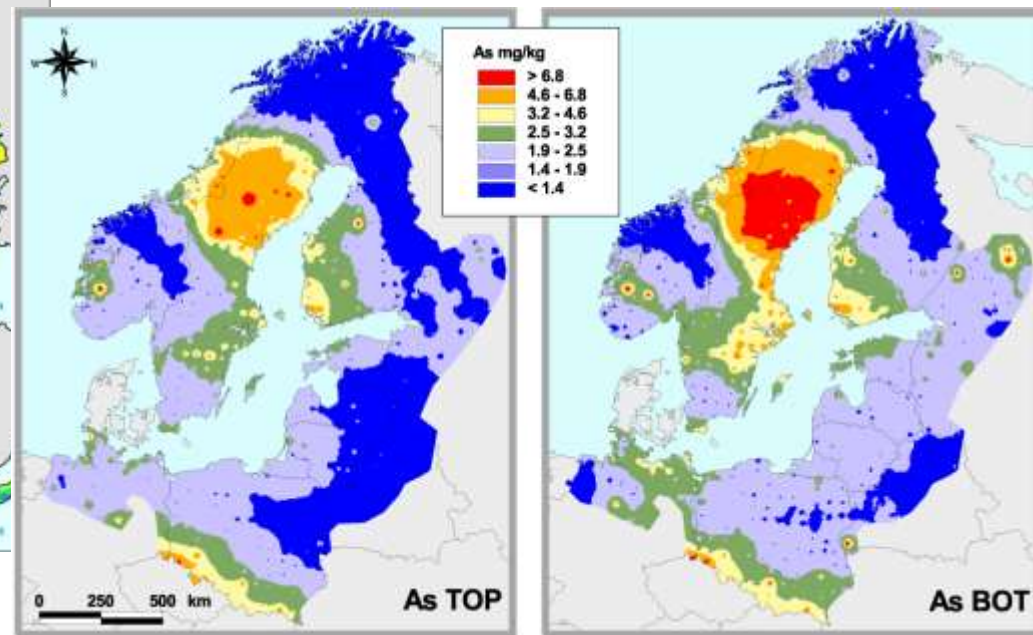 N
W E
S
As mg/kg
> 6.8
4.6 - 6.8
3.2 - 4.6
2.5 - 3.2
1.9 - 2.5
1.4 - 1.9
< 1.4
0 250 500 km
As TOP
As BOT